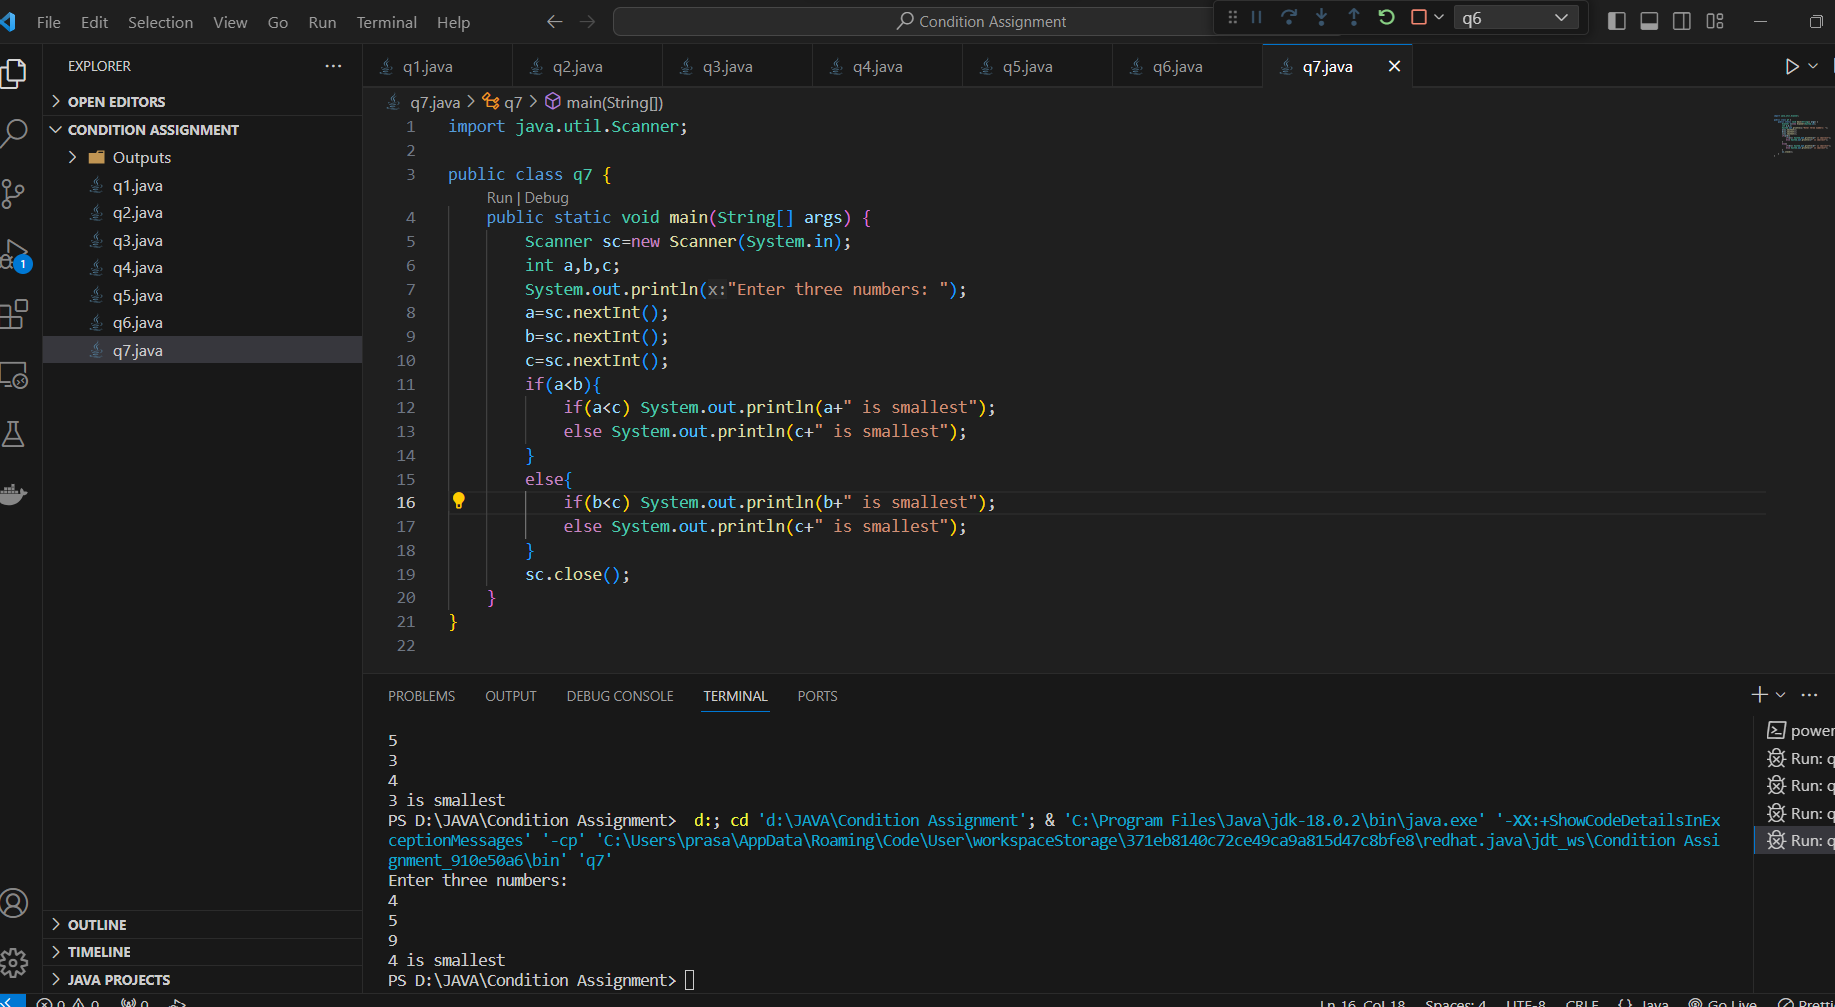 File Edit Selection View Go Run Terminal Help
Condition Assignment
q6
EXPLORER
OPEN EDITORS
CONDITION ASSIGNMENT
Outputs
q1.java
q2.java
q3.java
q4.java
q5.java
q6.java
q7.java
1
OUTLINE
TIMELINE
JAVA PROJECTS
q1.java q2.java q3.java q4.java q5.java q6.java q7.java
q7.java > q7 > main(String[])
1 import java.util.Scanner;
2
3 public class q7 {
Run | Debug
4 public static void main(String[] args) {
5 Scanner sc=new Scanner(System.in);
6 int a,b,c;
7 System.out.println(x:"Enter three numbers: ");
8 a=sc.nextInt();
9 b=sc.nextInt();
10 c=sc.nextInt();
11 if(a<b){
12 if(a<c) System.out.println(a+" is smallest");
13 else System.out.println(c+" is smallest");
14 }
15 else{
16 if(b<c) System.out.println(b+" is smallest");
17 else System.out.println(c+" is smallest");
18 }
19 sc.close();
20 }
21 }
22
PROBLEMS OUTPUT DEBUG CONSOLE TERMINAL PORTS
5
3
4
3 is smallest
PS D:\JAVA\Condition Assignment> d:; cd 'd:\JAVA\Condition Assignment'; & 'C:\Program Files\Java\jdk-18.0.2\bin\java.exe' '-XX:+ShowCodeDetailsInEx
ceptionMessages' '-cp' 'C:\Users\prasa\AppData\Roaming\Code\User\workspaceStorage\371eb8140c72ce49ca9a815d47c8bfe8\redhat.java\jdt_ws\Condition Assi
gnment_910e50a6\bin' 'q7'
Enter three numbers:
4
5
9
4 is smallest
PS D:\JAVA\Condition Assignment>
power
Run: q
Run: q
Run: q
Run: q
0 0 0 Ln 16, Col 18 Spaces: 4 UTF-8 CRLF {} Java Go Live Pretti